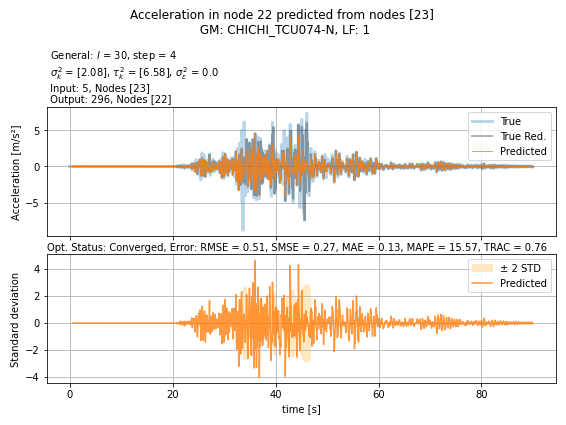 Acceleration in node 22 predicted from nodes [23]
GM: CHICHI_TCU074-N, LF: 1
General: l = 30, step = 4
σ²ₖ = [2.08], τ²ₖ = [6.58], σ²ε = 0.0
Input: 5, Nodes [23]
Output: 296, Nodes [22]
True
True Red.
Predicted
Acceleration [m/s²]
5
0
−5
Opt. Status: Converged, Error: RMSE = 0.51, SMSE = 0.27, MAE = 0.13, MAPE = 15.57, TRAC = 0.76
± 2 STD
Predicted
Standard deviation
4
2
0
−2
−4
0 20 40 60 80
time [s]